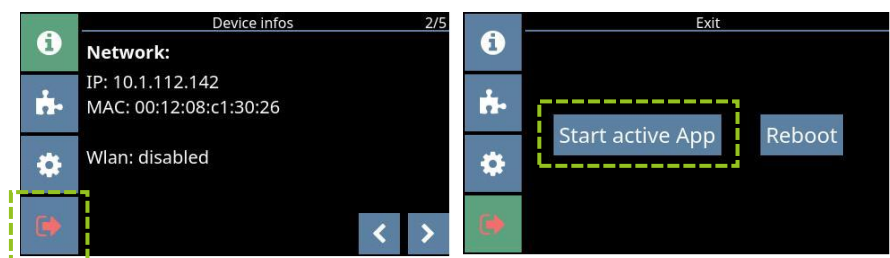 Device infos 2/5
Network:
IP: 10.1.112.142
MAC: 00:12:08:c1:30:26
Wlan: disabled
Exit
Start active App
Reboot